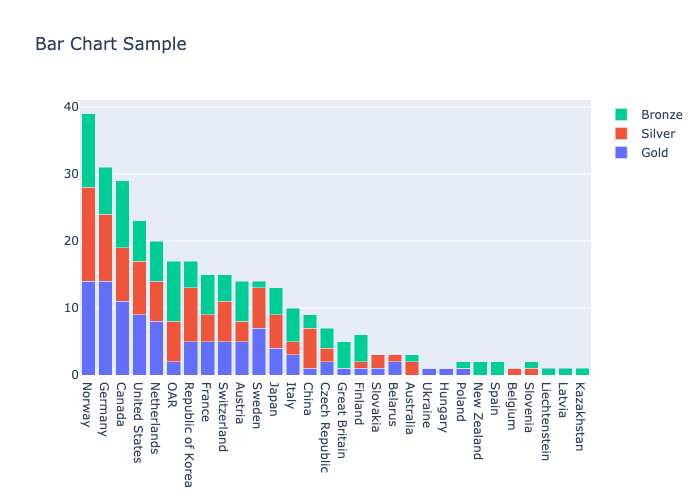 Bar Chart Sample
40
30
20
10
0
Bronze
Silver
Gold
Norway
Germany
Canada
United States
Netherlands
OAR
Republic of Korea
France
Switzerland
Austria
Sweden
Japan
Italy
China
Czech Republic
Great Britain
Finland
Slovakia
Belarus
Australia
Ukraine
Hungary
Poland
New Zealand
Spain
Belgium
Slovenia
Liechtenstein
Latvia
Kazakhstan